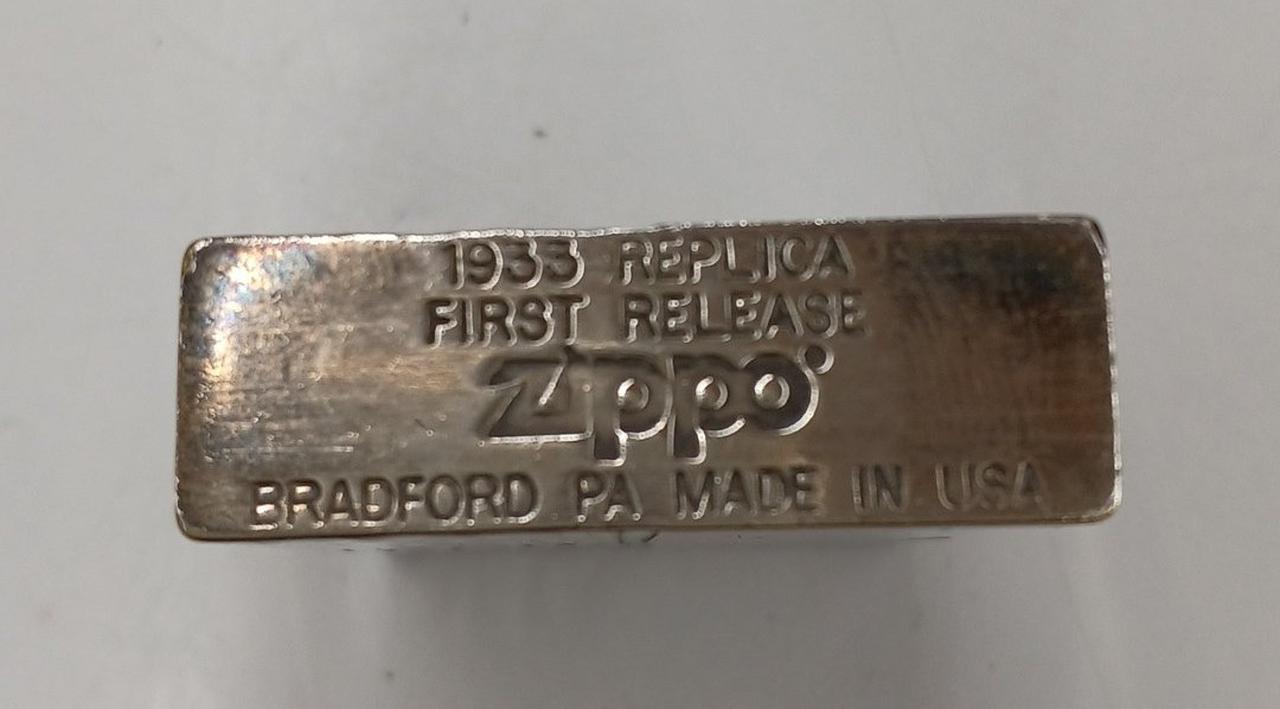 1933 REPLICA
FIRST RELEASE
Zippo
BRADFORD PA MADE IN USA